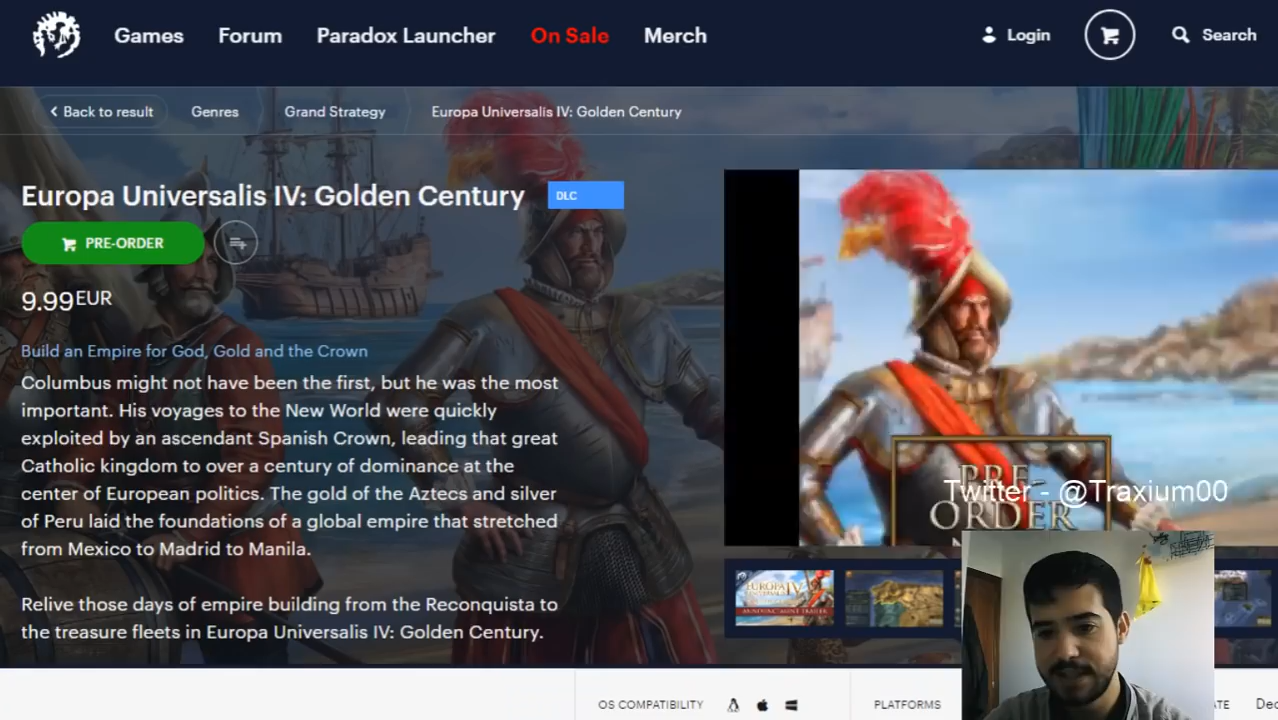 Games Forum Paradox Launcher On Sale Merch Login Search
Back to result Genres Grand Strategy Europa Universalis IV: Golden Century
Europa Universalis IV: Golden Century DLC
PRE-ORDER
9.99EUR
Build an Empire for God, Gold and the Crown
Columbus might not have been the first, but he was the most
important. His voyages to the New World were quickly
exploited by an ascendant Spanish Crown, leading that great
Catholic kingdom to over a century of dominance at the
center of European politics. The gold of the Aztecs and silver
of Peru laid the foundations of a global empire that stretched
from Mexico to Madrid to Manila.
Relive those days of empire building from the Reconquista to
the treasure fleets in Europa Universalis IV: Golden Century.
PRE-
ORDER
Twitter - @Traxium00
EUROPA IV
ANNOUNCEMENT TRAILER
OS COMPATIBILITY PLATFORMS